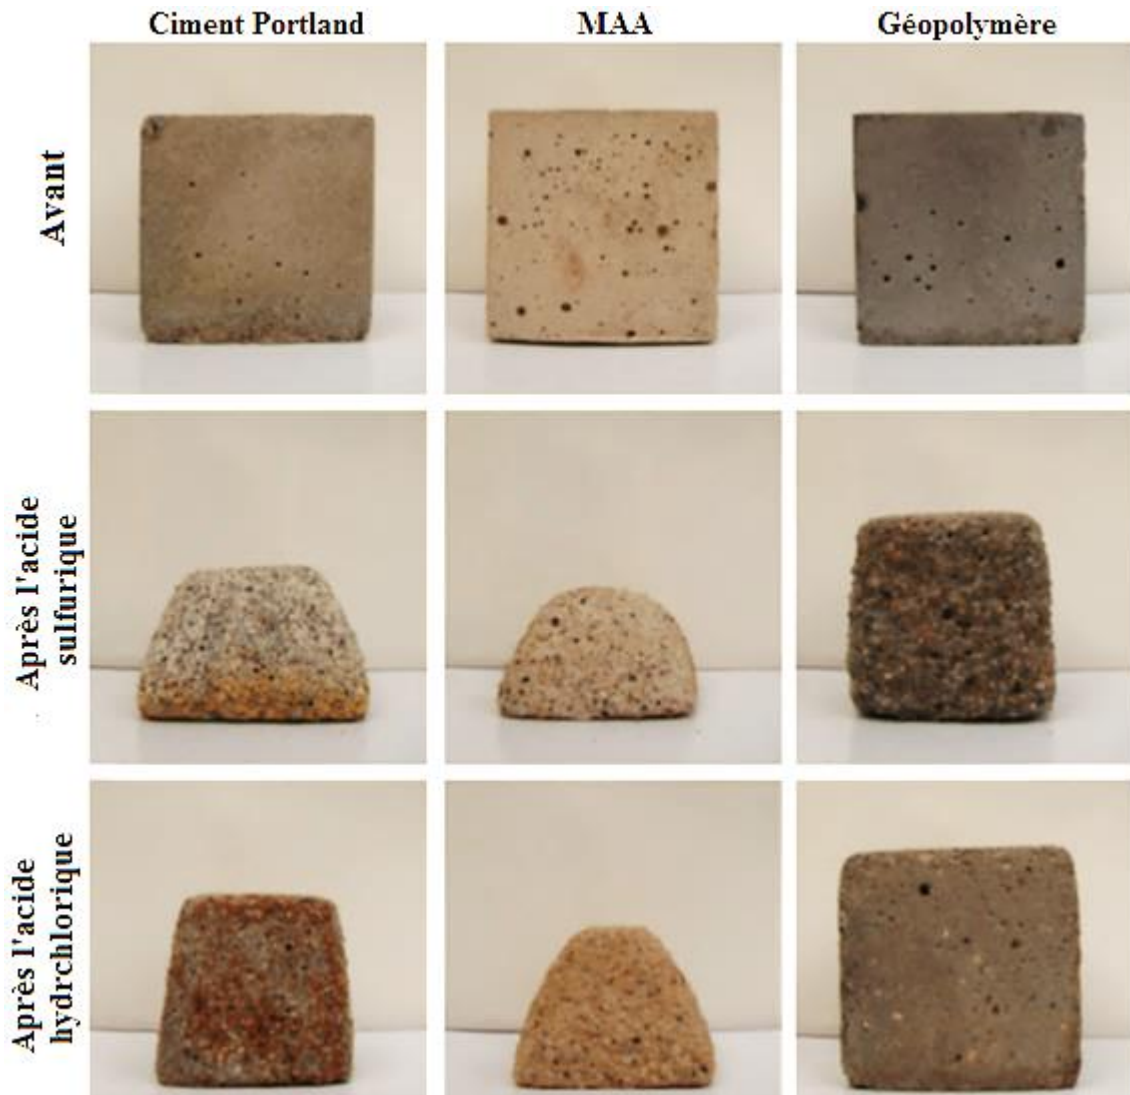 Ciment Portland
MAA
Géopolymère
Avant
Après l'acide
sulfurique
Après l'acide
hydrchlorique